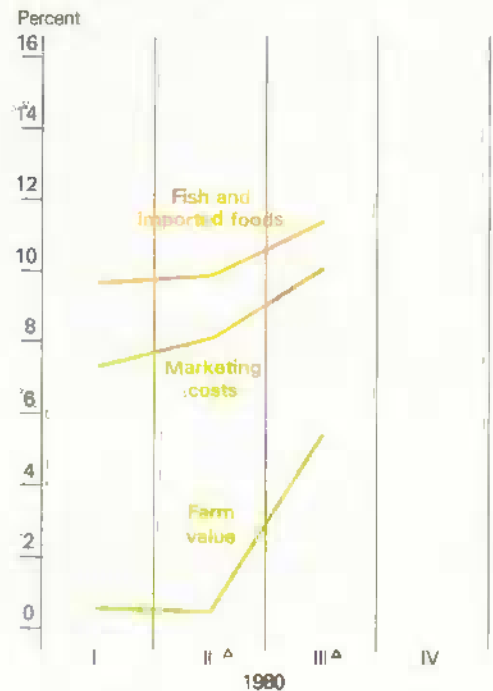 Percent
16
14
12
Fish and
imported foods
10
8
Marketing
costs
6
4
Farm
value
2
0
I II Δ III Δ IV
1980